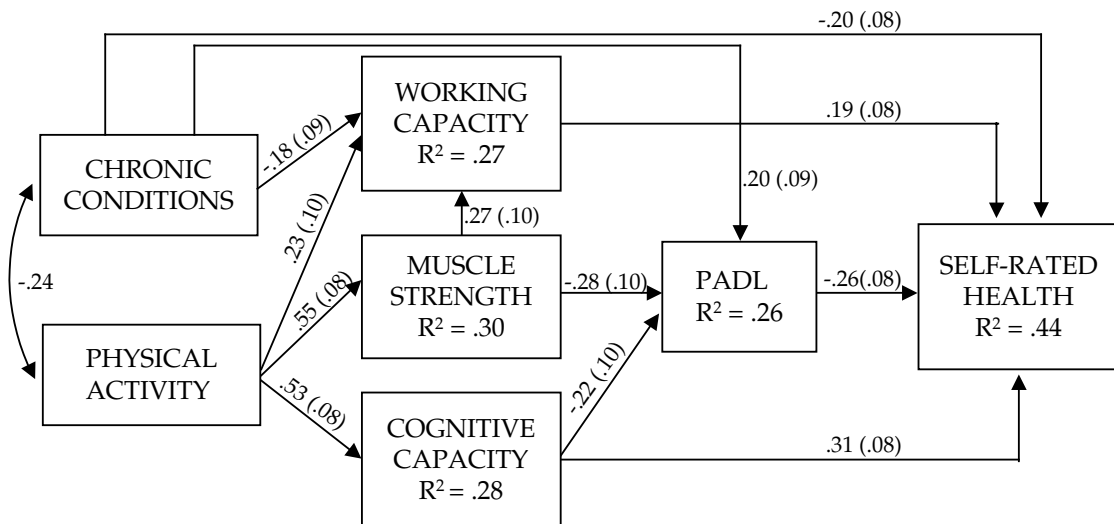 -.20 (.08)
WORKING
CAPACITY
R² = .27
.19 (.08)
-.18 (.09)
CHRONIC
CONDITIONS
.20 (.09)
.23 (.10)
.27 (.10)
-.24
MUSCLE
STRENGTH
R² = .30
-.28 (.10)
PADL
R² = .26
-.26(.08)
SELF-RATED
HEALTH
R² = .44
.55 (.08)
PHYSICAL
ACTIVITY
.53 (.08)
-.22 (.10)
COGNITIVE
CAPACITY
R² = .28
.31 (.08)